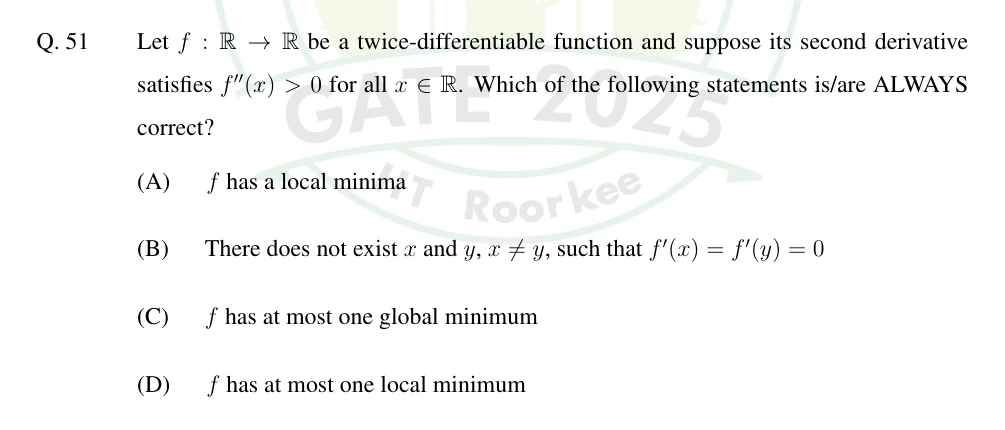 Q. 51 Let f : ℝ → ℝ be a twice-differentiable function and suppose its second derivative
satisfies f″(x) > 0 for all x ∈ ℝ. Which of the following statements is/are ALWAYS
correct?
GATE 2025
(A) f has a local minima
IIT Roorkee
(B) There does not exist x and y, x ≠ y, such that f′(x) = f′(y) = 0
(C) f has at most one global minimum
(D) f has at most one local minimum